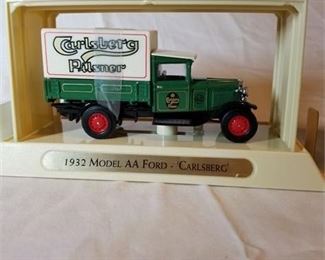 Carlsberg
Pilsner
1932 Model AA Ford - 'Carlsberg'